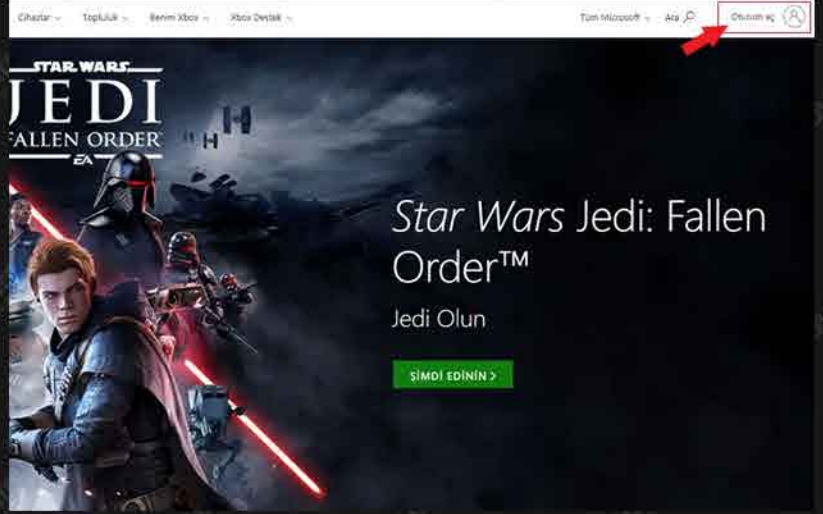 Cihazlar
Topluluk
Benim Xbox
Xbox Destek
Tüm Microsoft
Ara
Oturum aç
STAR WARS
JEDI
FALLEN ORDER
EA
Star Wars Jedi: Fallen
Order™
Jedi Olun
ŞİMDİ EDİNİN >